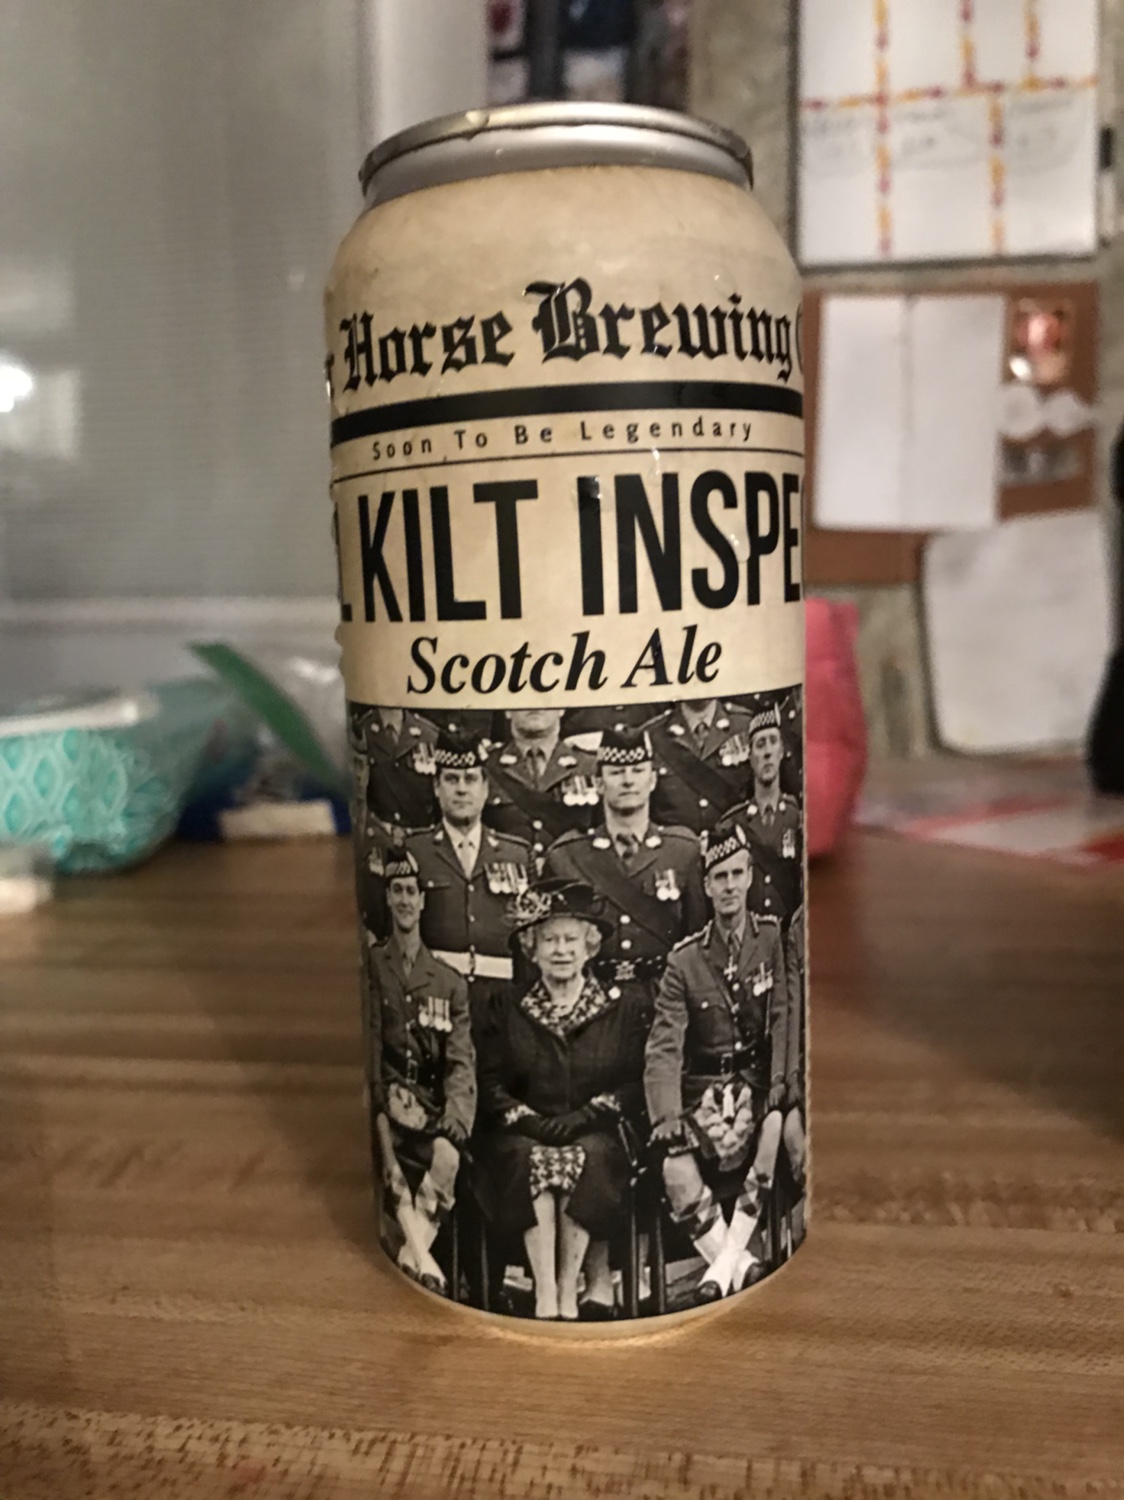 r Horse Brewing
Soon To Be Legendary
L KILT INSPE
Scotch Ale